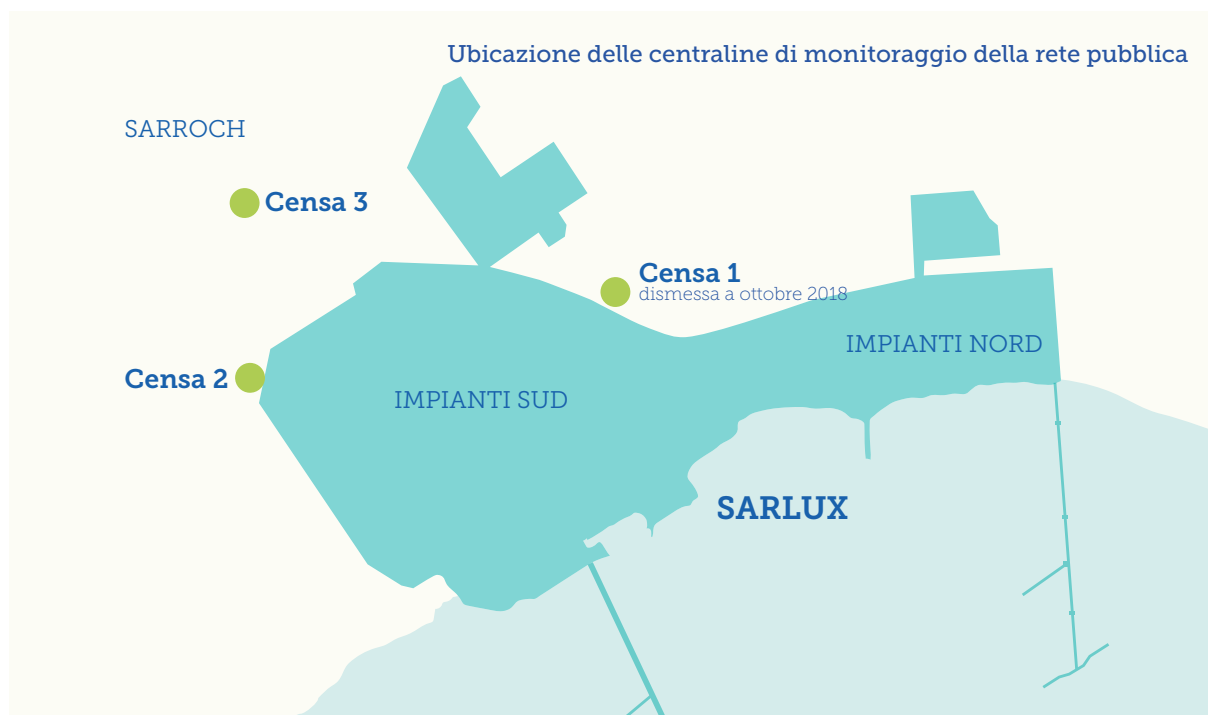 Ubicazione delle centraline di monitoraggio della rete pubblica
SARROCH
Censa 3
Censa 1
dismessa a ottobre 2018
IMPIANTI NORD
Censa 2
IMPIANTI SUD
SARLUX